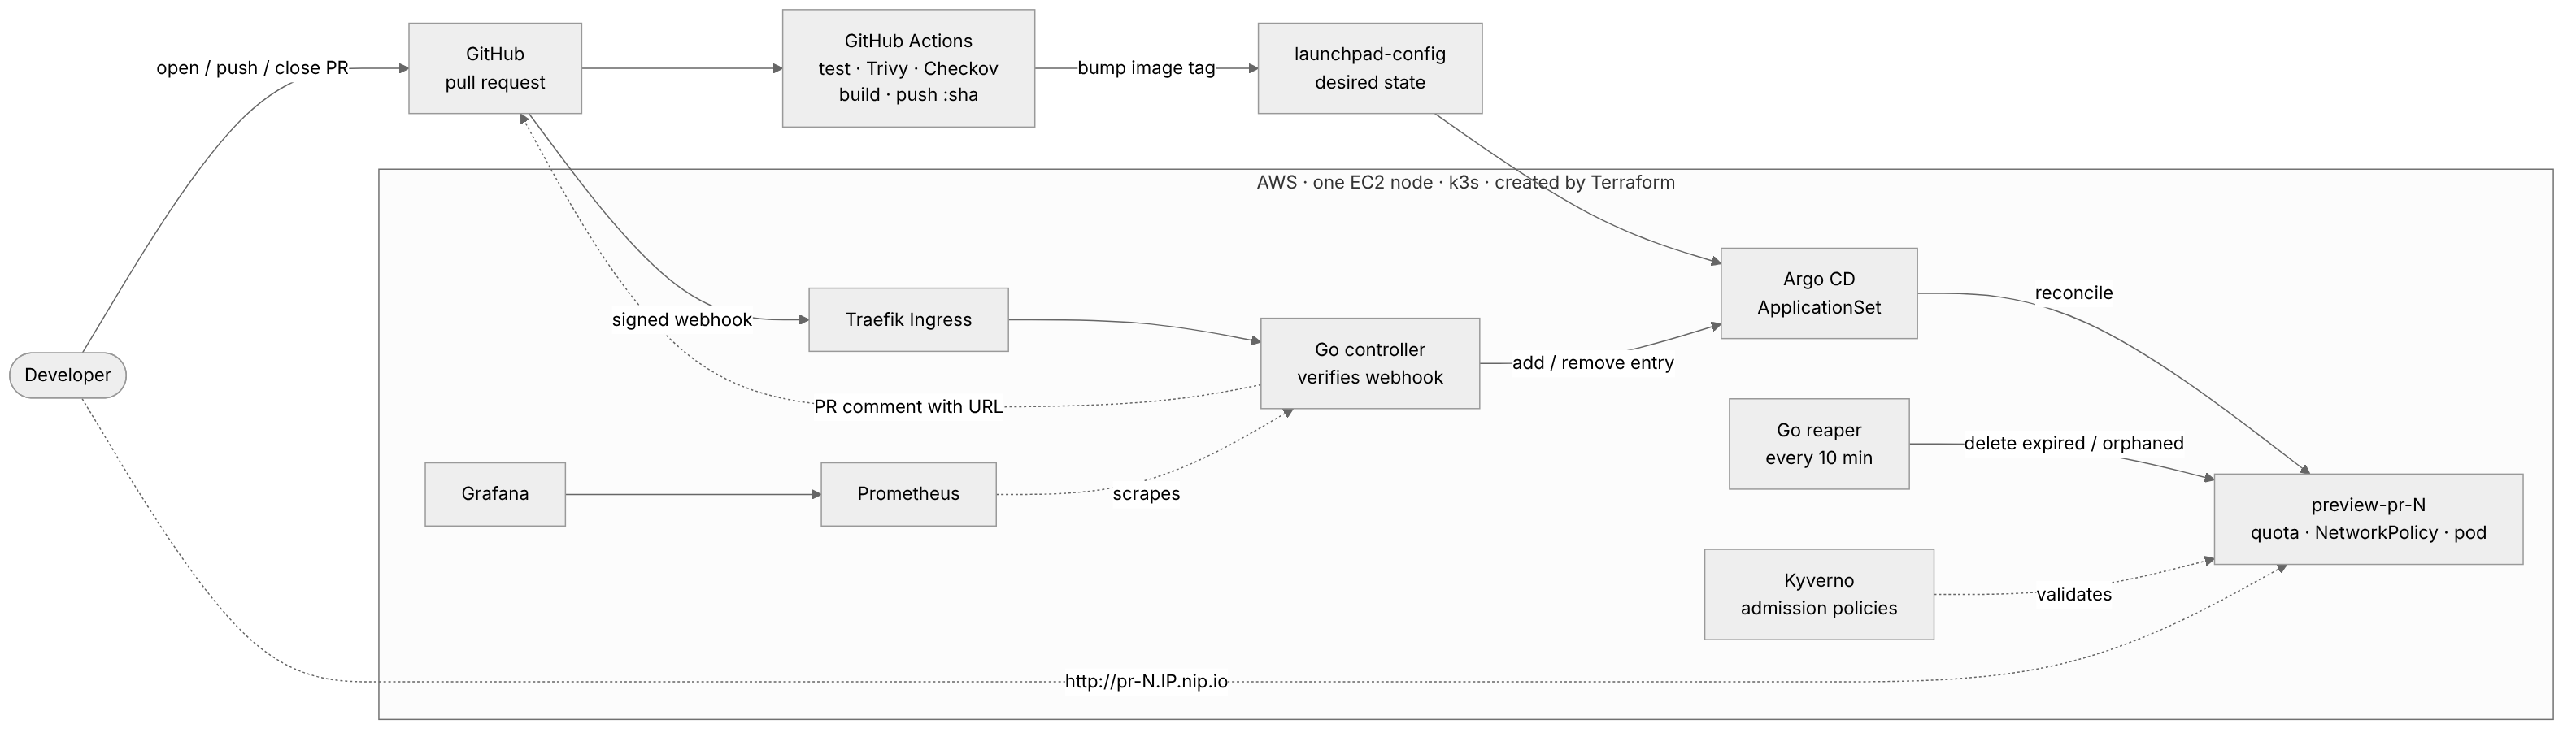 open / push / close PR
GitHub
pull request
GitHub Actions
test · Trivy · Checkov
build · push :sha
bump image tag
launchpad-config
desired state
AWS · one EC2 node · k3s · created by Terraform
Developer
signed webhook
Traefik Ingress
Go controller
verifies webhook
PR comment with URL
add / remove entry
Argo CD
ApplicationSet
reconcile
Grafana
Prometheus
scrapes
Go reaper
every 10 min
delete expired / orphaned
preview-pr-N
quota · NetworkPolicy · pod
Kyverno
admission policies
validates
http://pr-N.IP.nip.io